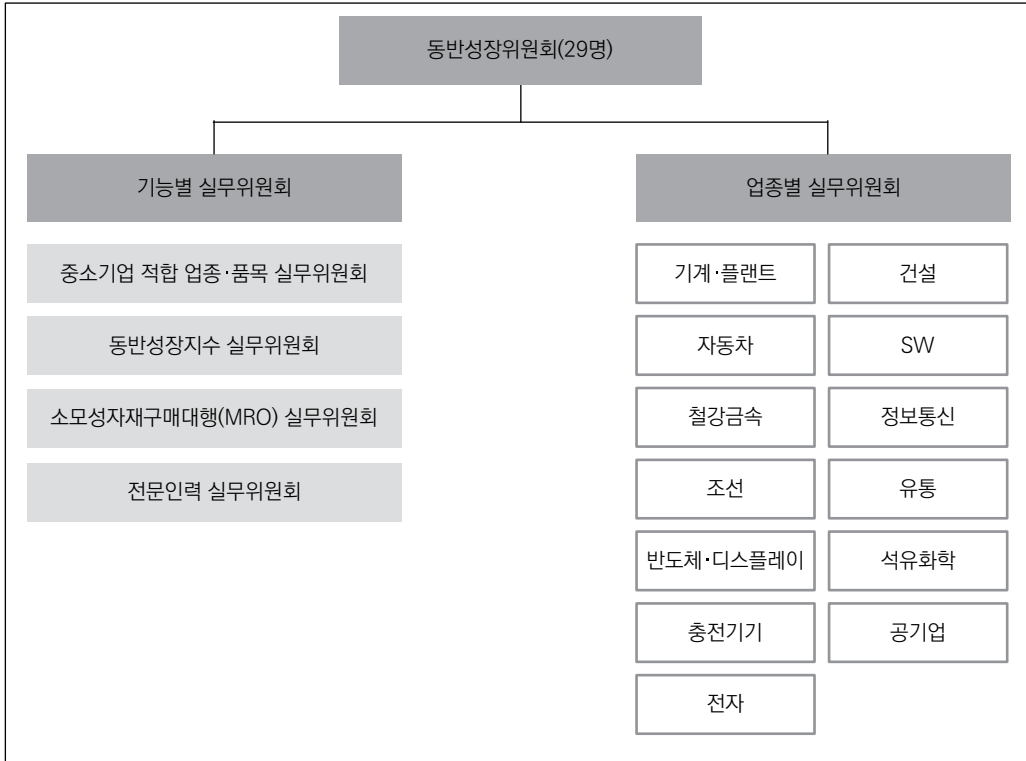 동반성장위원회(29명)
기능별 실무위원회
중소기업 적합 업종·품목 실무위원회
동반성장지수 실무위원회
소모성자재구매대행(MRO) 실무위원회
전문인력 실무위원회
업종별 실무위원회
기계·플랜트
건설
자동차
SW
철강금속
정보통신
조선
유통
반도체·디스플레이
석유화학
충전기기
공기업
전자